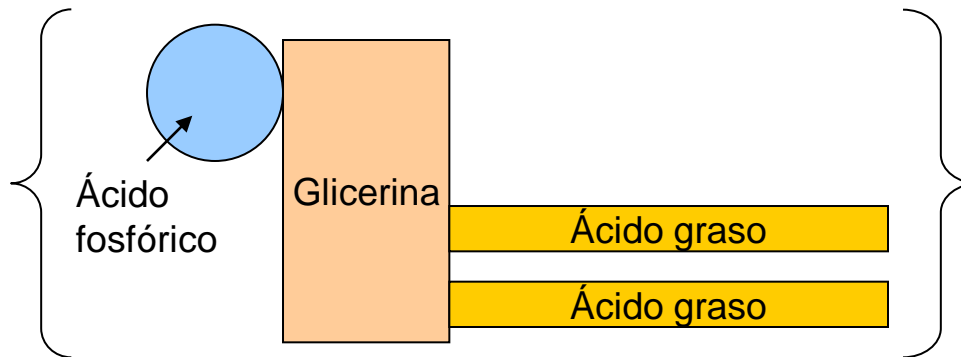 Ácido
fosfórico
Glicerina
Ácido graso
Ácido graso